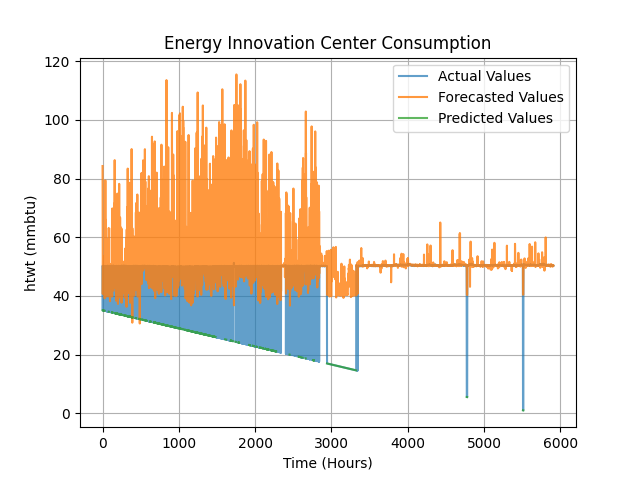 Energy Innovation Center Consumption
Actual Values
Forecasted Values
Predicted Values
120
100
80
60
40
20
0
htwt (mmbtu)
0 1000 2000 3000 4000 5000 6000
Time (Hours)